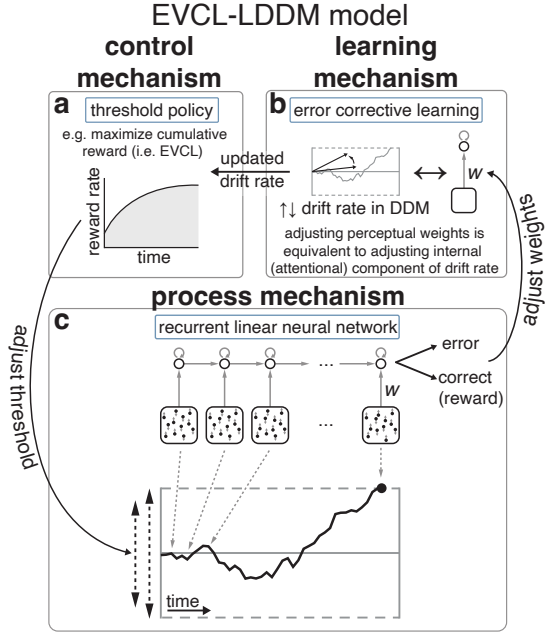 EVCL-LDDM model
control
mechanism
learning
mechanism
a
threshold policy
e.g. maximize cumulative
reward (i.e. EVCL)
reward rate
time
updated
drift rate
b
error corrective learning
w
↑↓ drift rate in DDM
adjusting perceptual weights is
equivalent to adjusting internal
(attentional) component of drift rate
adjust weights
adjust threshold
process mechanism
c
recurrent linear neural network
...
error
correct
(reward)
w
...
time